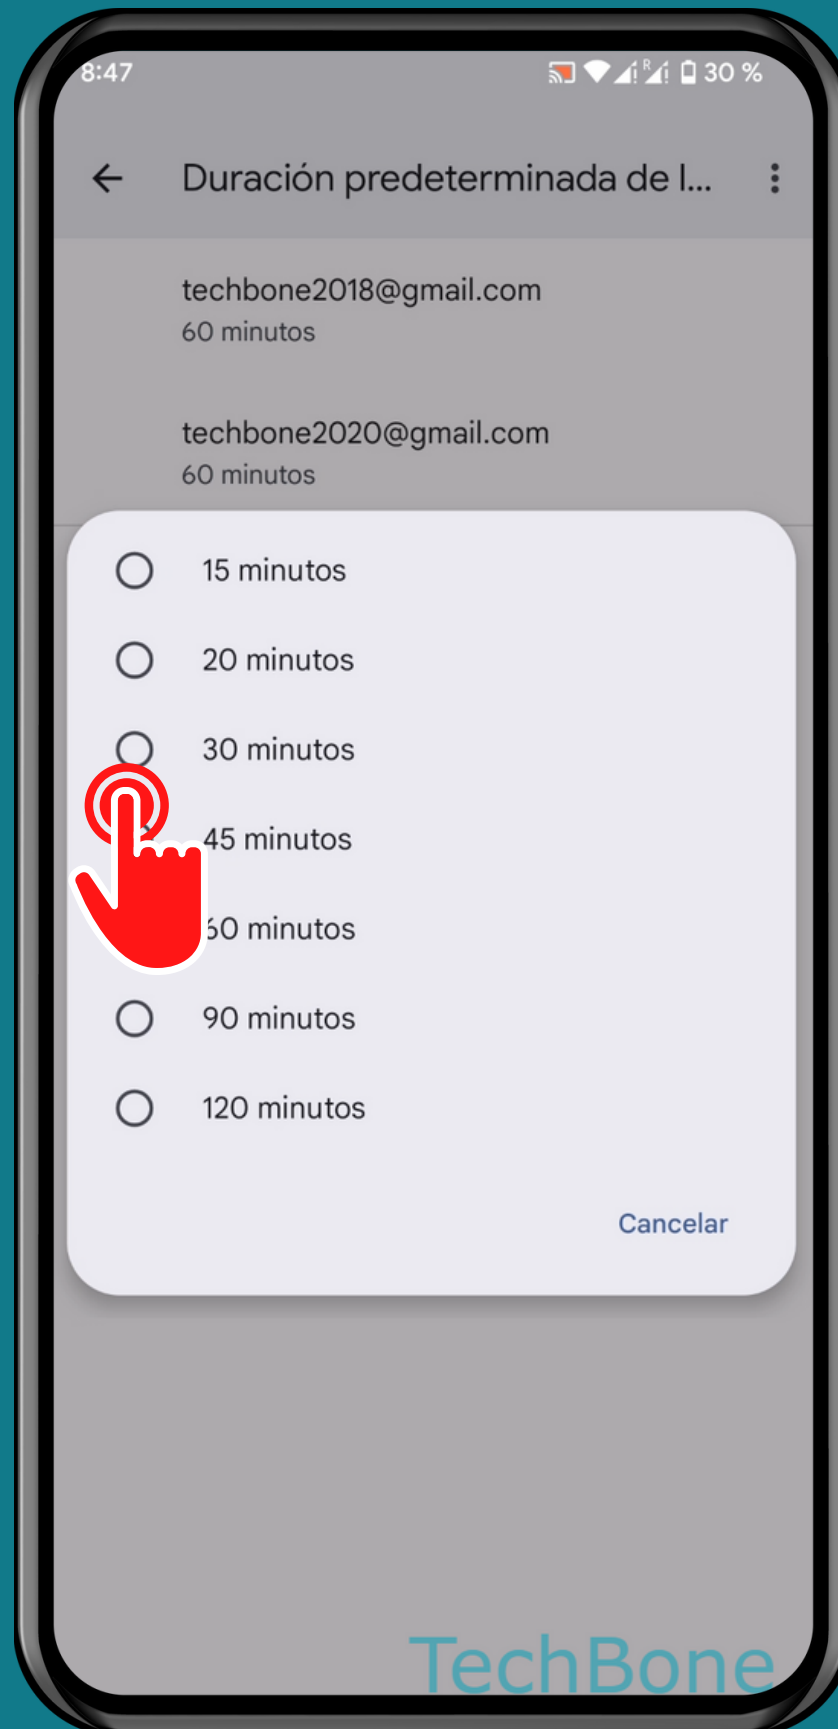 8:47 R 30 %
Duración predeterminada de l...
techbone2018@gmail.com
60 minutos
techbone2020@gmail.com
60 minutos
15 minutos
20 minutos
30 minutos
45 minutos
60 minutos
90 minutos
120 minutos
Cancelar
TechBone